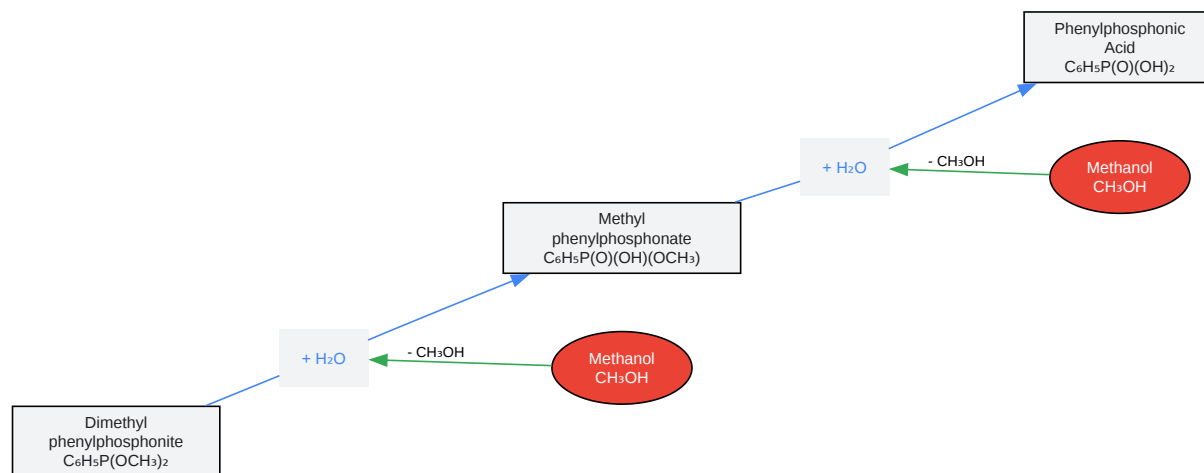 Phenylphosphonic
Acid
C₆H₅P(O)(OH)₂
+ H₂O
- CH₃OH
Methanol
CH₃OH
Methyl
phenylphosphonate
C₆H₅P(O)(OH)(OCH₃)
+ H₂O
- CH₃OH
Methanol
CH₃OH
Dimethyl
phenylphosphonite
C₆H₅P(OCH₃)₂